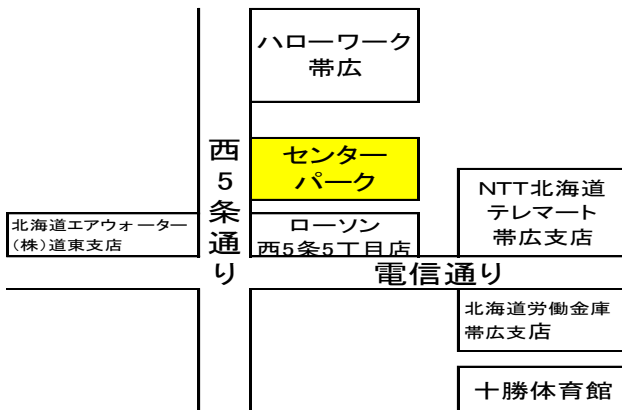 ハローワーク
帯広
西5条通り
センター
パーク
NTT北海道
テレマート
帯広支店
北海道エアウォーター
(株)道東支店
ローソン
西5条5丁目店
電信通り
北海道労働金庫
帯広支店
十勝体育館